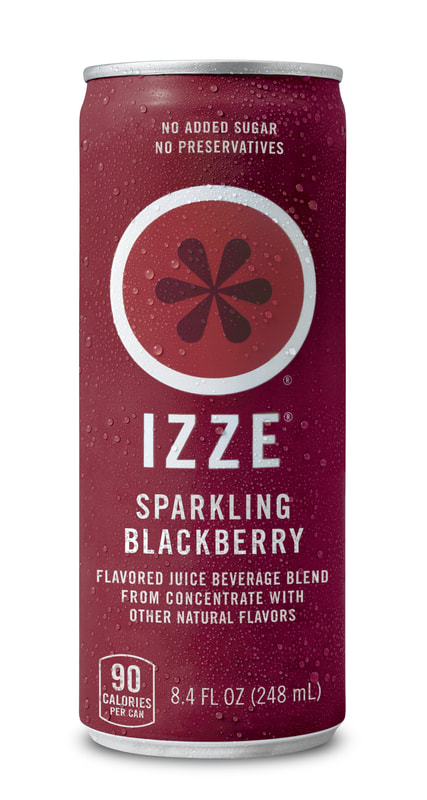 NO ADDED SUGAR
NO PRESERVATIVES
®
IZZE®
SPARKLING
BLACKBERRY
FLAVORED JUICE BEVERAGE BLEND
FROM CONCENTRATE WITH
OTHER NATURAL FLAVORS
90
CALORIES
PER CAN
8.4 FL OZ (248 mL)